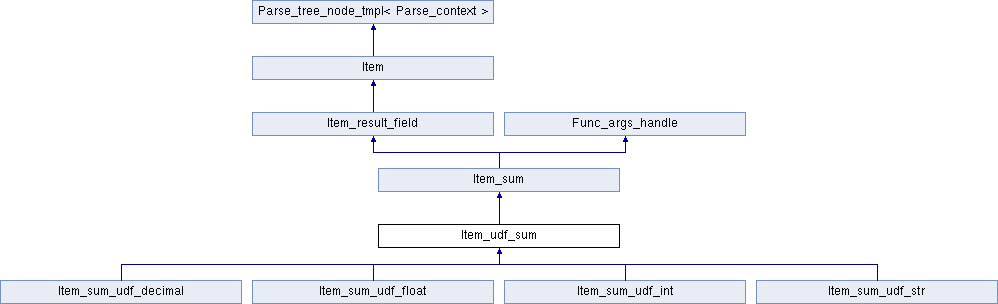 Parse_tree_node_tmpl< Parse_context >
Item
Item_result_field
Func_args_handle
Item_sum
Item_udf_sum
Item_sum_udf_decimal
Item_sum_udf_float
Item_sum_udf_int
Item_sum_udf_str